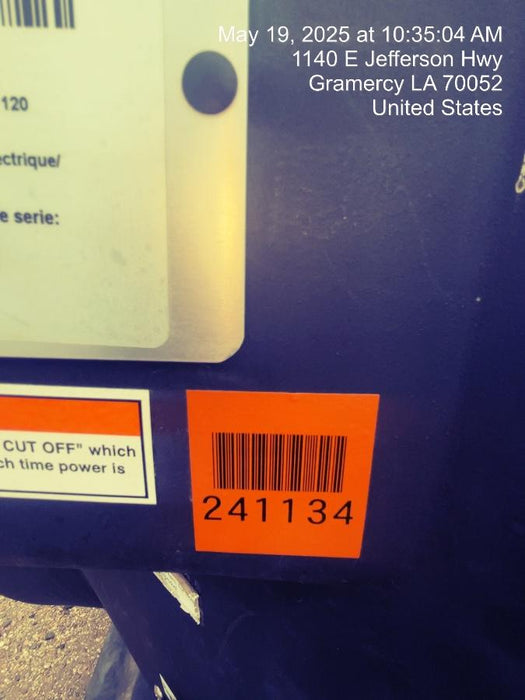 May 19, 2025 at 10:35:04 AM
1140 E Jefferson Hwy
Gramercy LA 70052
United States
120
ectrique/
e serie:
CUT OFF" which
ch time power is
241134